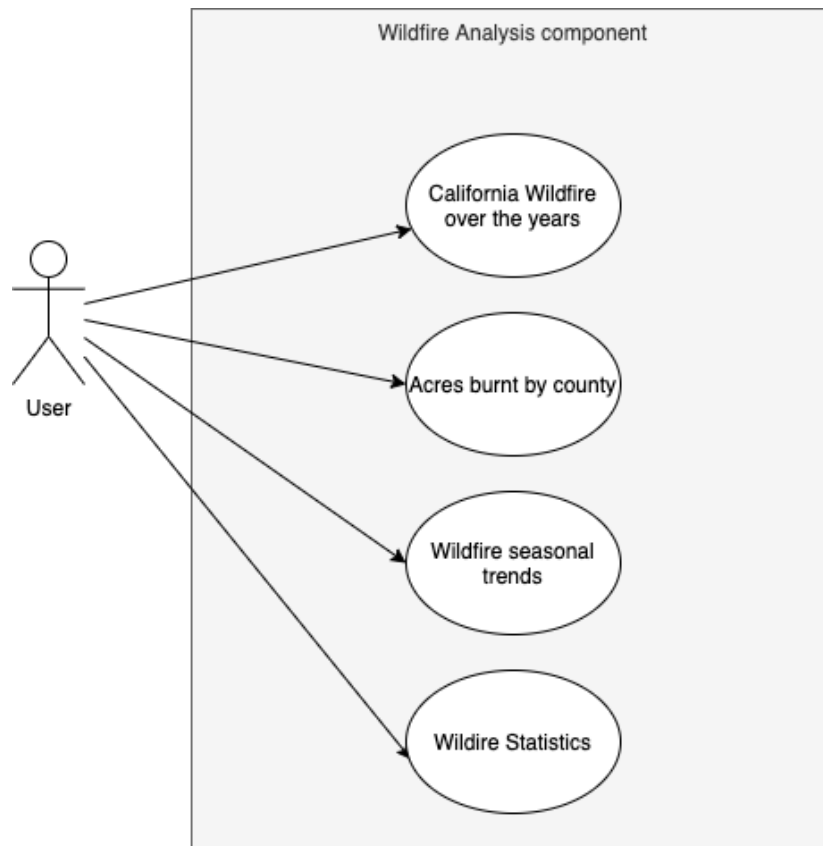 Wildfire Analysis component
California Wildfire
over the years
Acres burnt by county
User
Wildfire seasonal
trends
Wildire Statistics